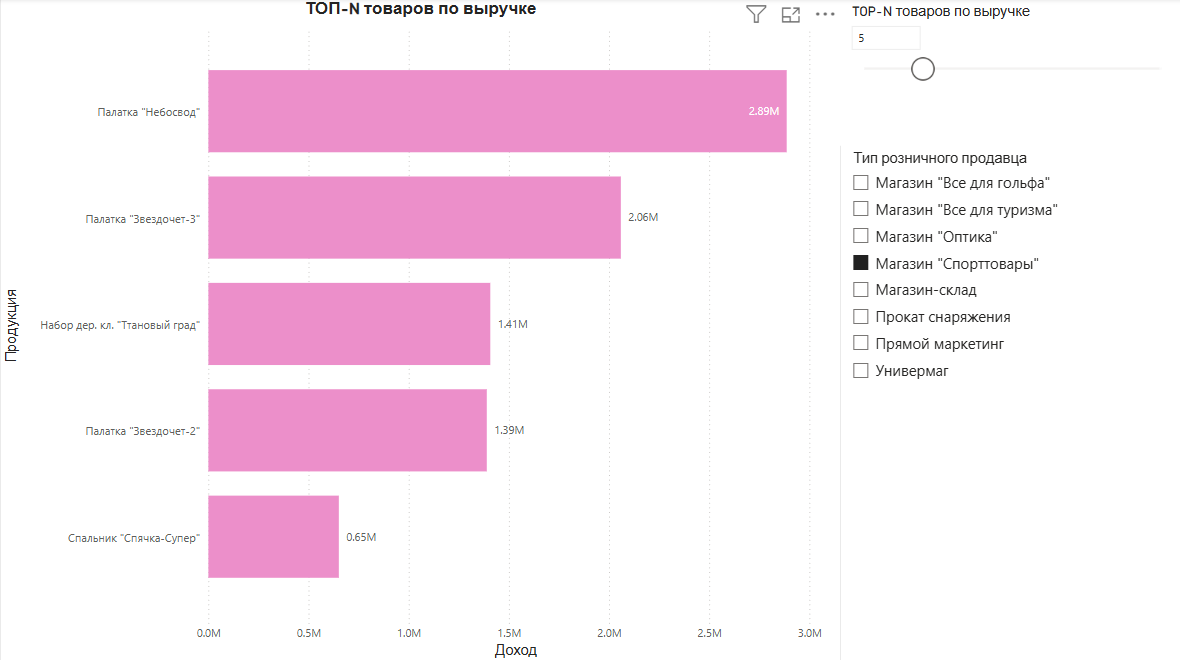 ТОП-N товаров по выручке
Продукция
Палатка "Небосвод"
2.89M
Палатка "Звездочет-3"
2.06M
Набор дер. кл. "Ттановый град"
1.41M
Палатка "Звездочет-2"
1.39M
Спальник "Спячка-Супер"
0.65M
0.0M 0.5M 1.0M 1.5M 2.0M 2.5M 3.0M
Доход
TOP-N товаров по выручке
5
Тип розничного продавца
Магазин "Все для гольфа"
Магазин "Все для туризма"
Магазин "Оптика"
Магазин "Спорттовары"
Магазин-склад
Прокат снаряжения
Прямой маркетинг
Универмаг